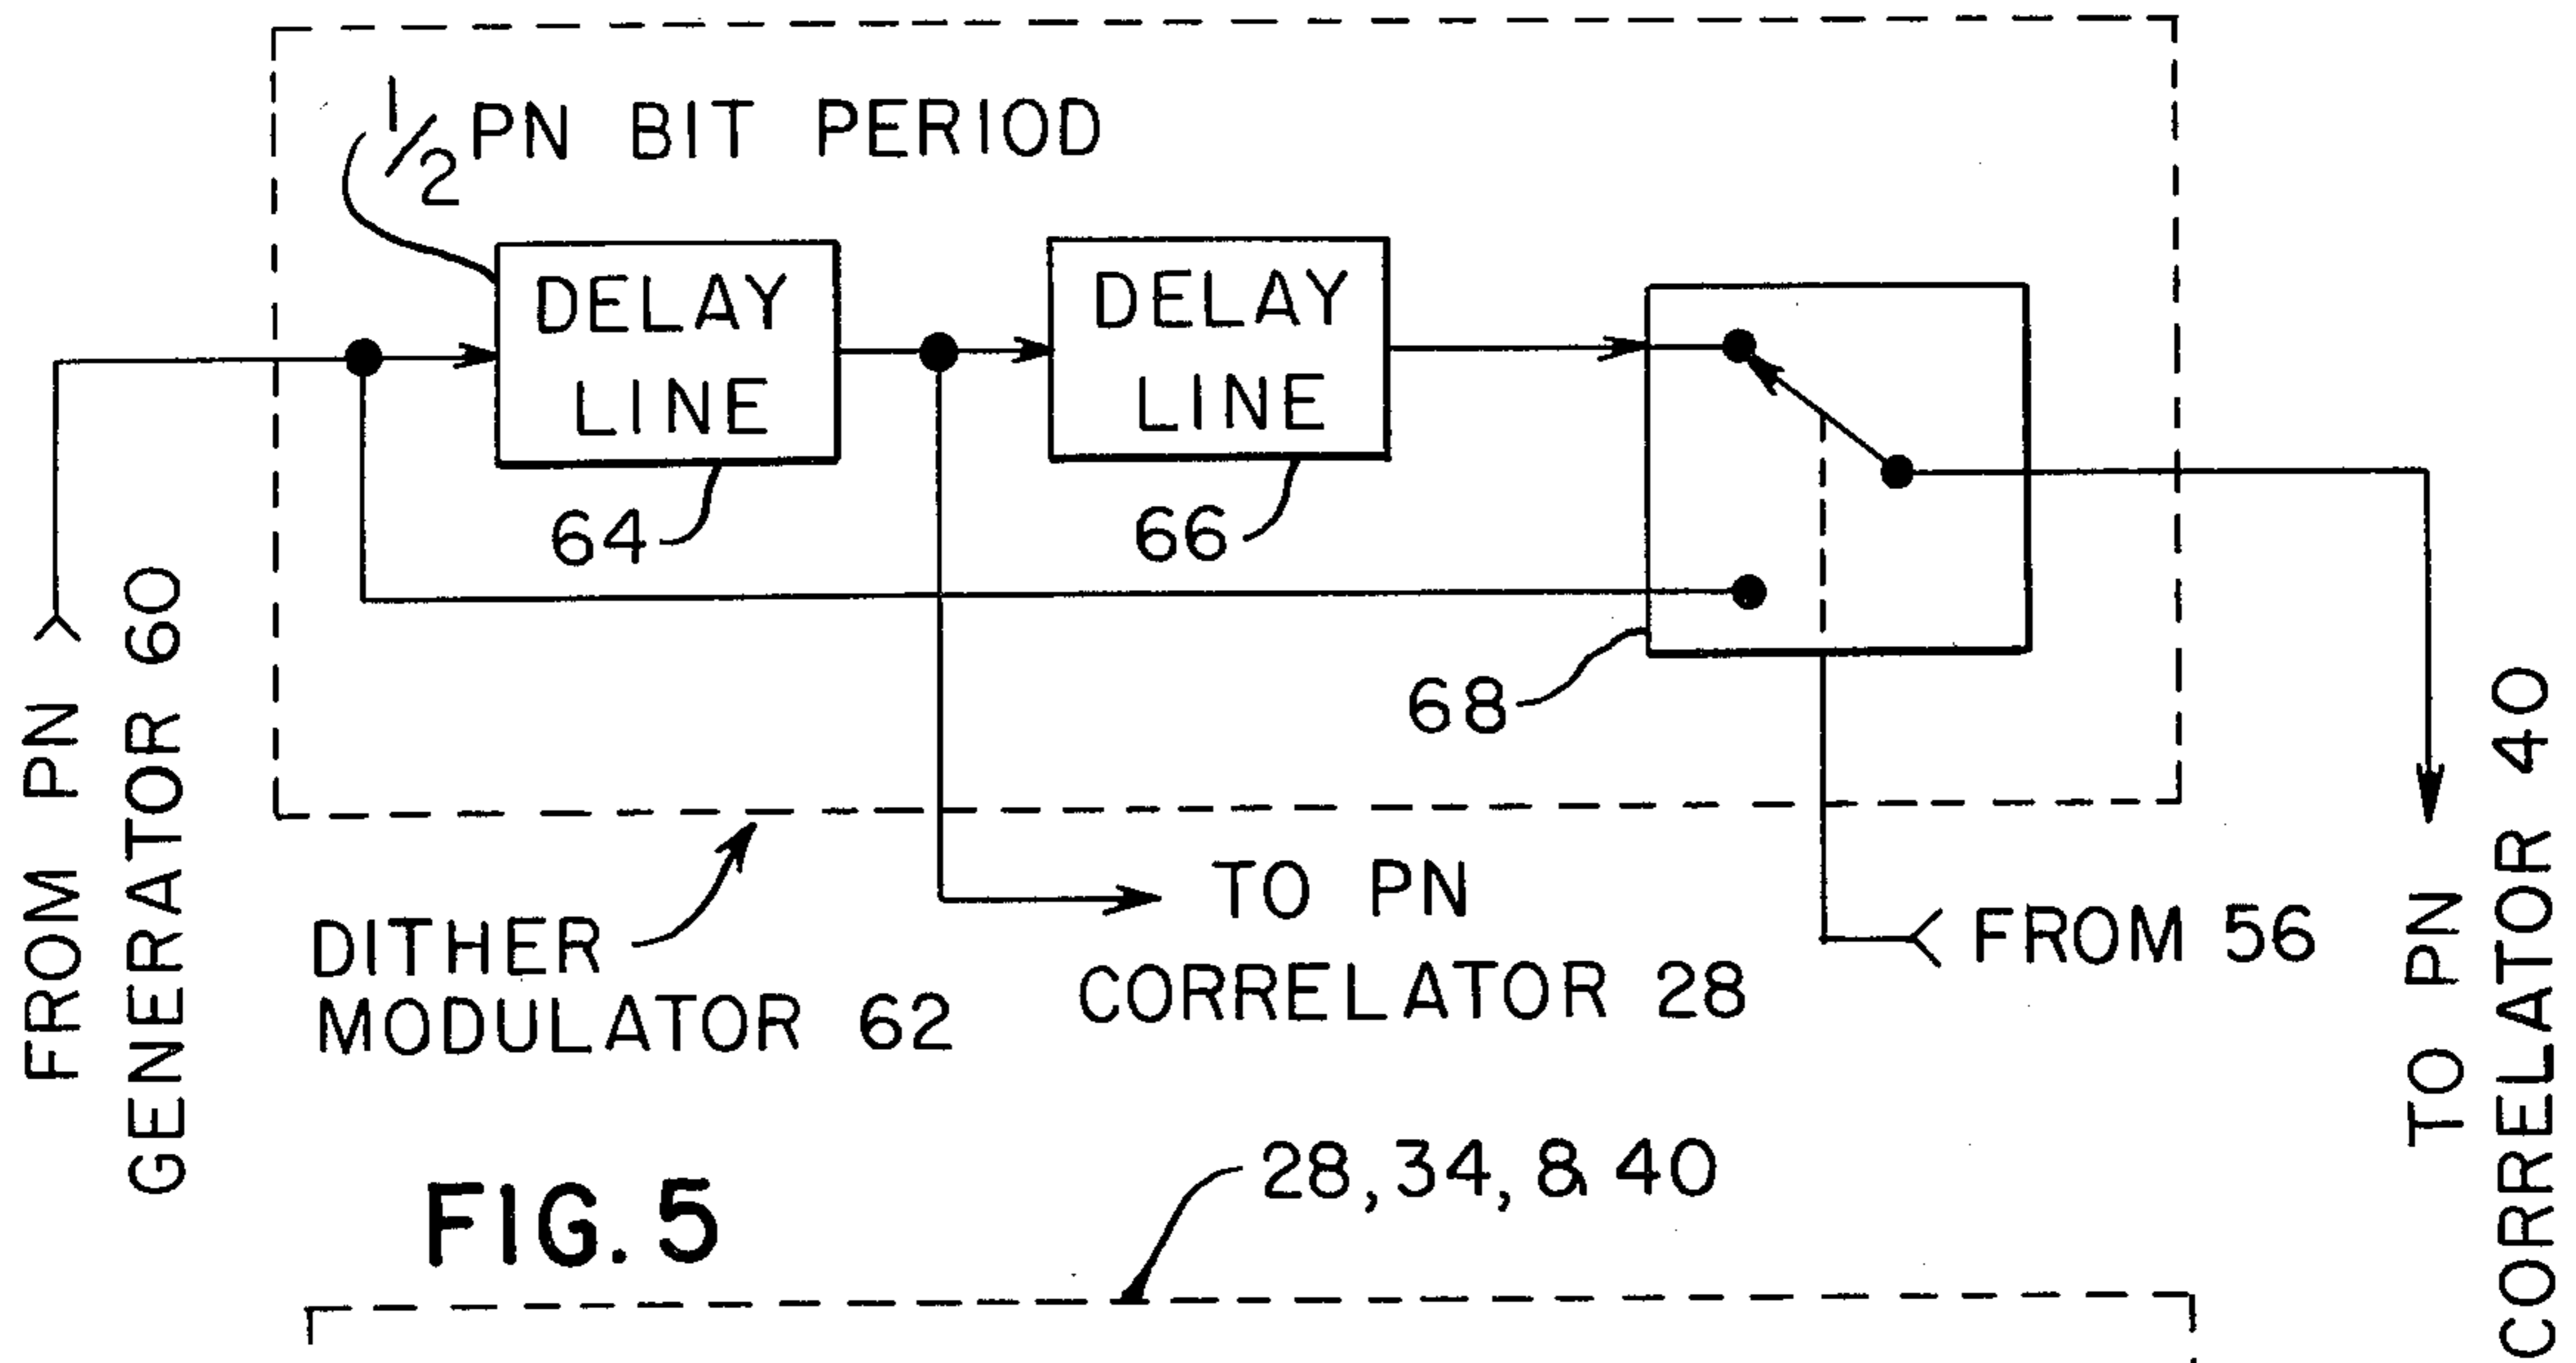 1/2 PN BIT PERIOD
DELAY
LINE
64
DELAY
LINE
66
68
FROM PN
GENERATOR 60
DITHER
MODULATOR 62
TO PN
CORRELATOR 28
FROM 56
TO PN
CORRELATOR 40
FIG. 5
28, 34, & 40